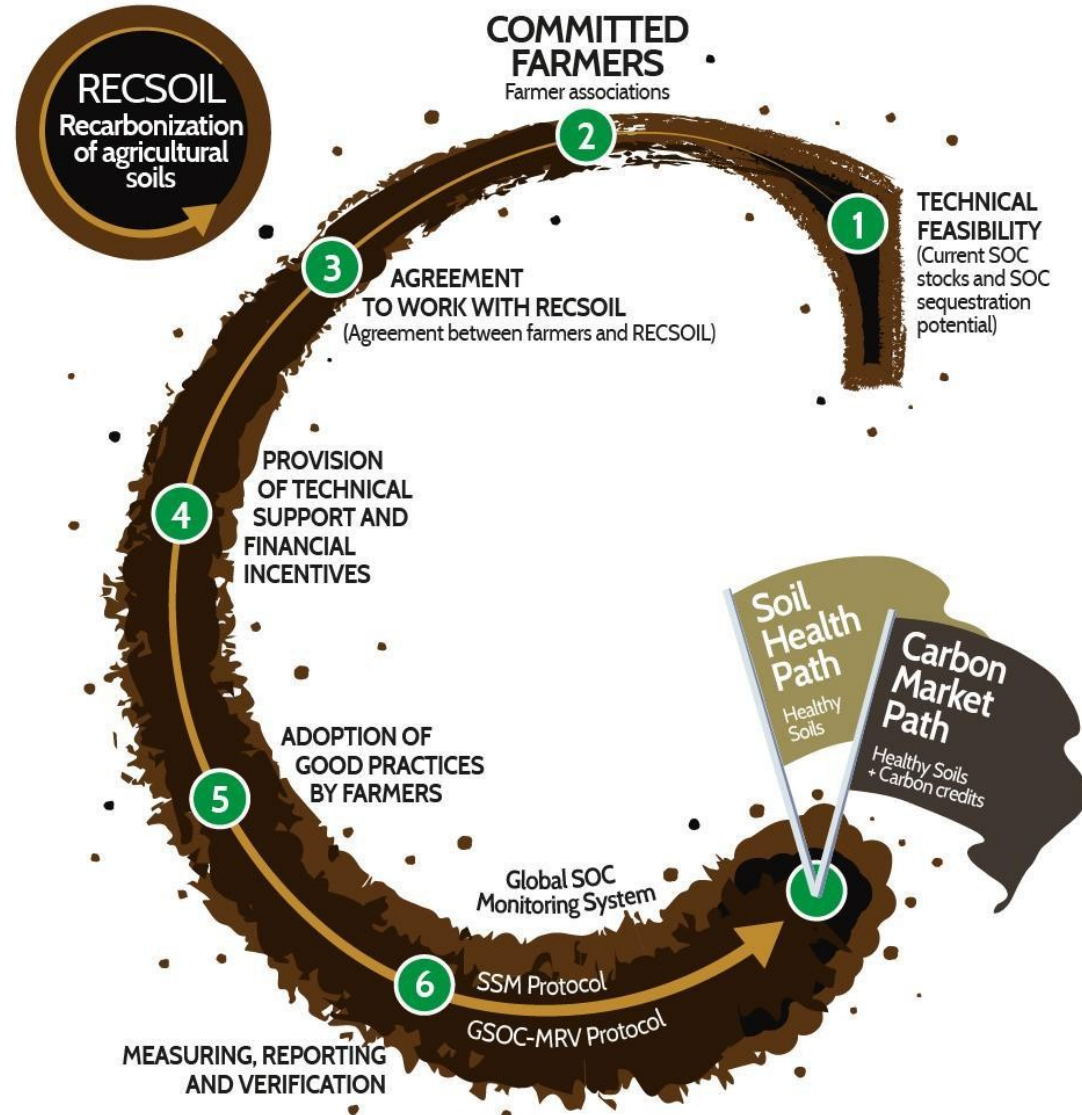 RECSOIL
Recarbonization
of agricultural
soils
COMMITTED
FARMERS
Farmer associations
2
1
TECHNICAL
FEASIBILITY
(Current SOC
stocks and SOC
sequestration
potential)
3
AGREEMENT
TO WORK WITH RECSOIL
(Agreement between farmers and RECSOIL)
4
PROVISION
OF TECHNICAL
SUPPORT AND
FINANCIAL
INCENTIVES
5
ADOPTION OF
GOOD PRACTICES
BY FARMERS
6
MEASURING, REPORTING
AND VERIFICATION
Global SOC
Monitoring System
SSM Protocol
GSOC-MRV Protocol
Soil
Health
Path
Healthy
Soils
Carbon
Market
Path
Healthy Soils
+ Carbon credits